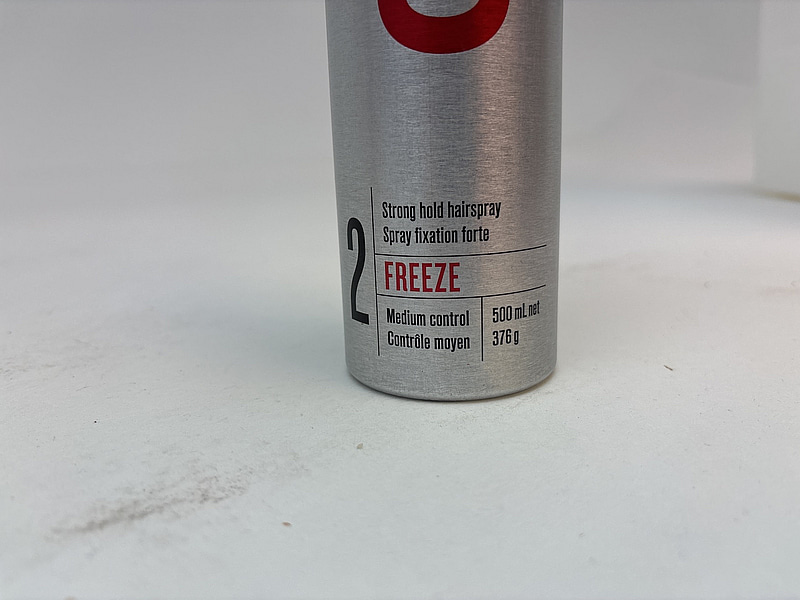 2
Strong hold hairspray
Spray fixation forte
FREEZE
Medium control
Contrôle moyen
500 mL net
376 g